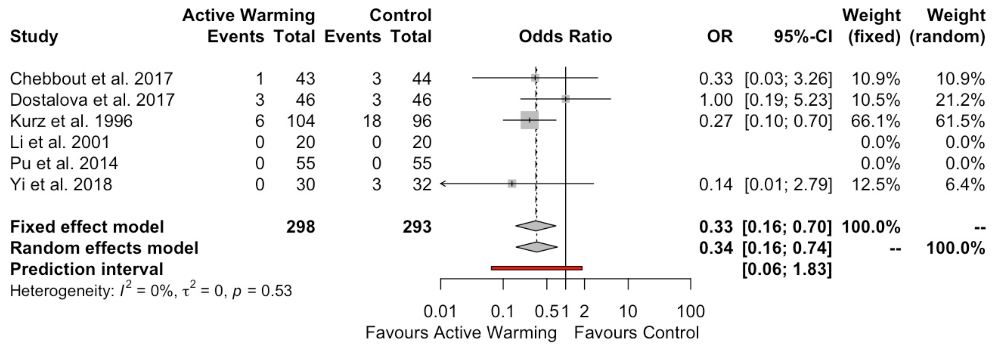 Active Warming Control Weight Weight
Study Events Total Events Total Odds Ratio OR 95%-CI (fixed) (random)
Chebbout et al. 2017 1 43 3 44 0.33 [0.03; 3.26] 10.9% 10.9%
Dostalova et al. 2017 3 46 3 46 1.00 [0.19; 5.23] 10.5% 21.2%
Kurz et al. 1996 6 104 18 96 0.27 [0.10; 0.70] 66.1% 61.5%
Li et al. 2001 0 20 0 20 0.0% 0.0%
Pu et al. 2014 0 55 0 55 0.0% 0.0%
Yi et al. 2018 0 30 3 32 0.14 [0.01; 2.79] 12.5% 6.4%
Fixed effect model 298 293 0.33 [0.16; 0.70] 100.0% --
Random effects model 0.34 [0.16; 0.74] -- 100.0%
Prediction interval [0.06; 1.83]
Heterogeneity: I² = 0%, τ² = 0, p = 0.53
0.01 0.1 0.5 1 2 10 100
Favours Active Warming Favours Control